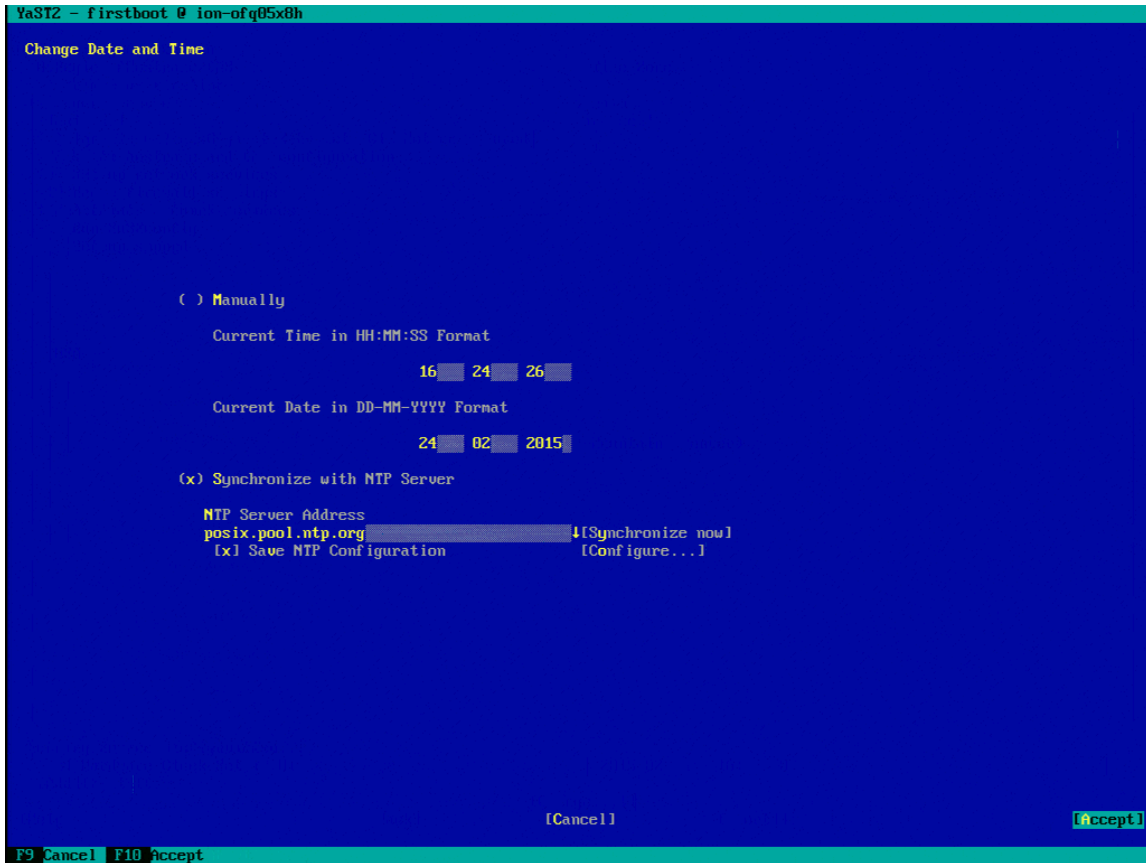 YaST2 - firstboot @ ion-ofq05x8h
Change Date and Time
( ) Manually
Current Time in HH:MM:SS Format
16 24 26
Current Date in DD-MM-YYYY Format
24 02 2015
(x) Synchronize with NTP Server
NTP Server Address
posix.pool.ntp.org ↓[Synchronize now]
[x] Save NTP Configuration [Configure...]
[Cancel] [Accept]
F9 Cancel F10 Accept